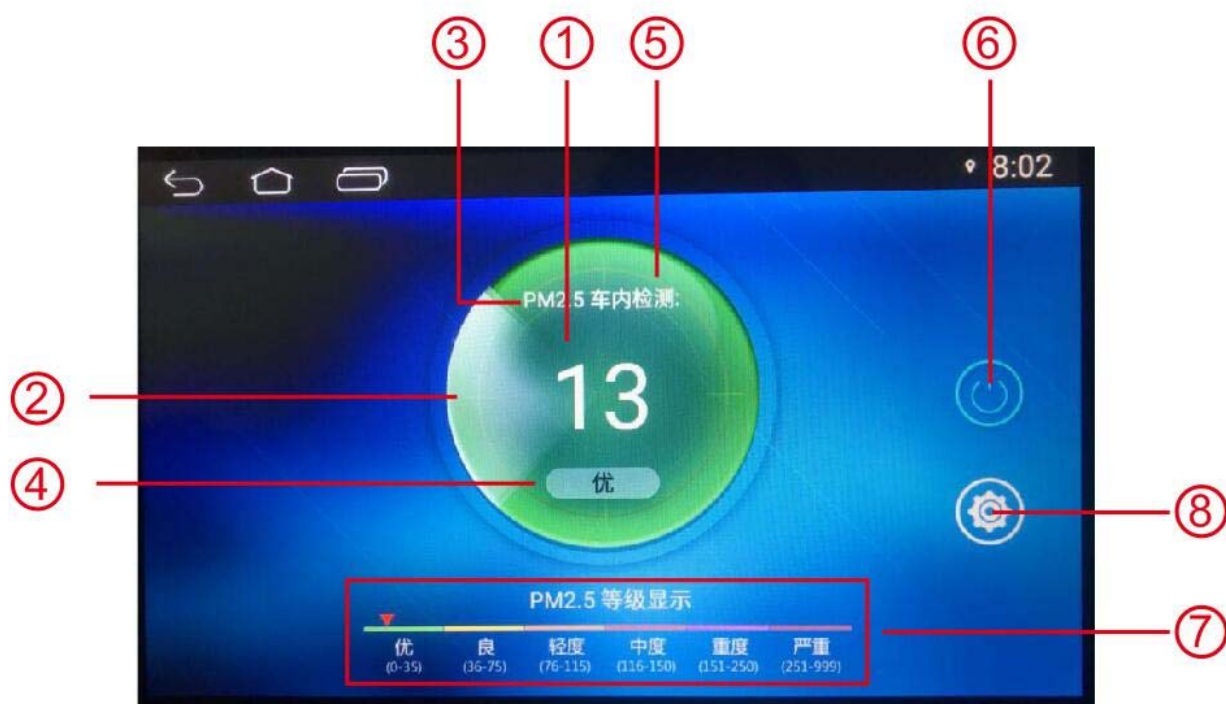 ③ ① ⑤ ⑥
8:02
PM2.5 车内检测:
13
②
优
④
⑧
PM2.5 等级显示
优 良 轻度 中度 重度 严重
(0-35) (36-75) (76-115) (116-150) (151-250) (251-999)
⑦